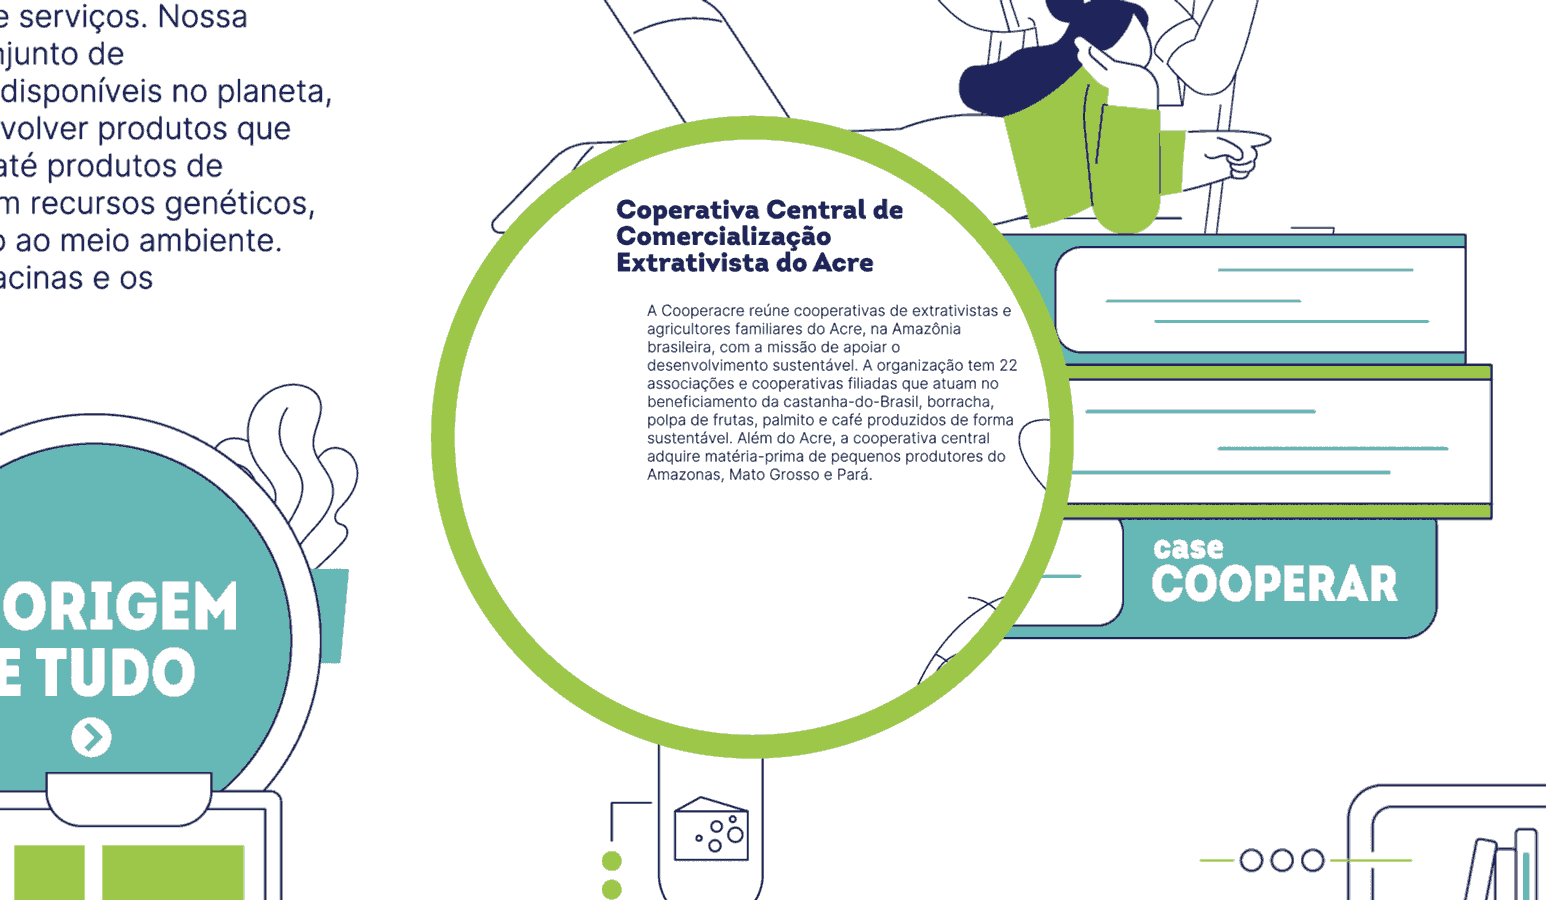 e serviços. Nossa
njunto de
disponíveis no planeta,
volver produtos que
até produtos de
m recursos genéticos,
o ao meio ambiente.
acinas e os
Coperativa Central de
Comercialização
Extrativista do Acre
A Cooperacre reúne cooperativas de extrativistas e
agricultores familiares do Acre, na Amazônia
brasileira, com a missão de apoiar o
desenvolvimento sustentável. A organização tem 22
associações e cooperativas filiadas que atuam no
beneficiamento da castanha-do-Brasil, borracha,
polpa de frutas, palmito e café produzidos de forma
sustentável. Além do Acre, a cooperativa central
adquire matéria-prima de pequenos produtores do
Amazonas, Mato Grosso e Pará.
case
COOPERAR
ORIGEM
E TUDO